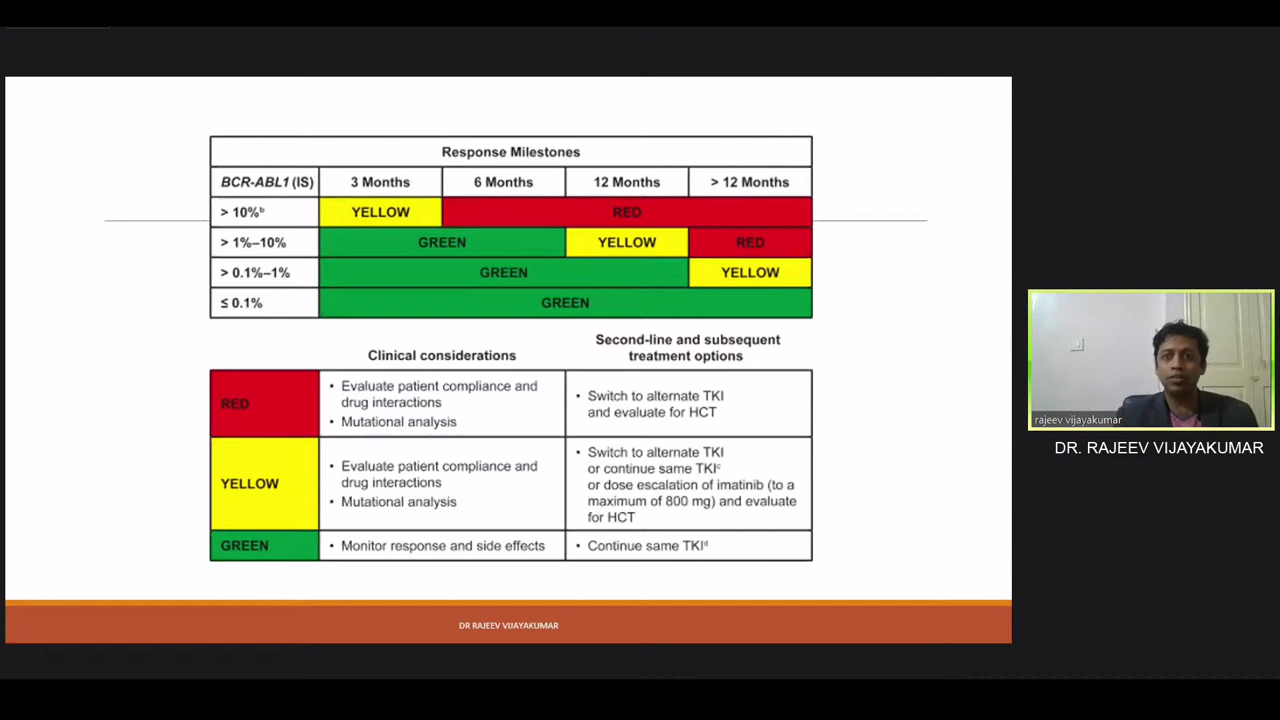 Response Milestones
BCR-ABL1 (IS) 3 Months 6 Months 12 Months > 12 Months
> 10%ᵇ YELLOW RED
> 1%–10% GREEN YELLOW RED
> 0.1%–1% GREEN YELLOW
≤ 0.1% GREEN
Clinical considerations
Second-line and subsequent
treatment options
RED
• Evaluate patient compliance and
drug interactions
• Mutational analysis
• Switch to alternate TKI
and evaluate for HCT
YELLOW
• Evaluate patient compliance and
drug interactions
• Mutational analysis
• Switch to alternate TKI
or continue same TKIᶜ
or dose escalation of imatinib (to a
maximum of 800 mg) and evaluate
for HCT
GREEN
• Monitor response and side effects
• Continue same TKIᵈ
DR RAJEEV VIJAYAKUMAR
rajeev vijayakumar
DR. RAJEEV VIJAYAKUMAR